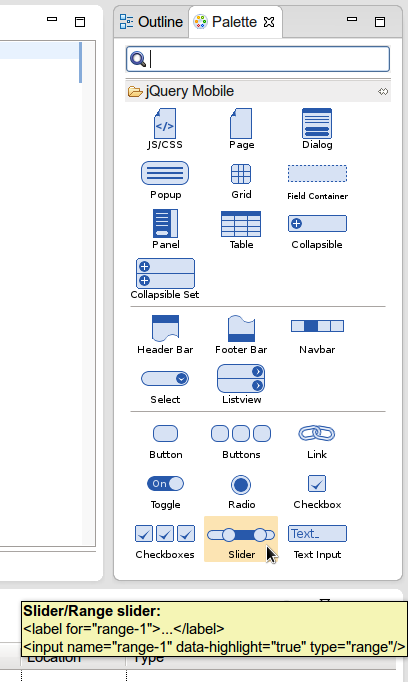 Outline Palette
jQuery Mobile
</>
JS/CSS Page Dialog
Popup Grid Field Container
Panel Table Collapsible
Collapsible Set
Header Bar Footer Bar Navbar
Select Listview
Button Buttons Link
On
Toggle Radio Checkbox
Text_
Checkboxes Slider Text Input
Slider/Range slider:
<label for="range-1">...</label>
<input name="range-1" data-highlight="true" type="range"/>
Location Type